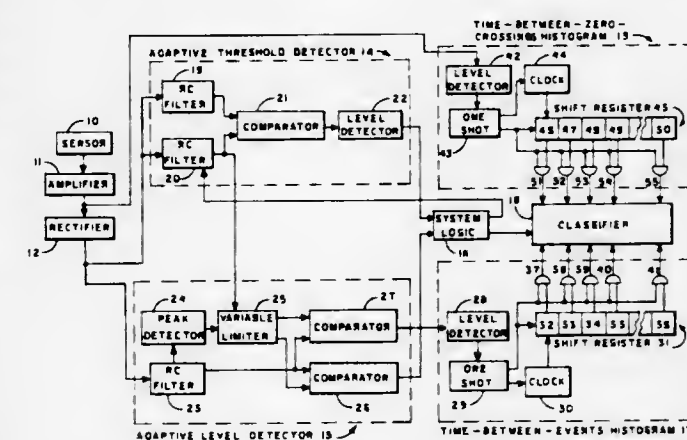 TIME-BETWEEN-ZERO-
CROSSINGS HISTOGRAM 13
ADAPTIVE THRESHOLD DETECTOR 14
42
44
LEVEL
DETECTOR
CLOCK
19
RC
FILTER
21
22
COMPARATOR
LEVEL
DETECTOR
ONE
SHOT
43
SHIFT REGISTER 45
46 47 48 49 50
10
SENSOR
11
AMPLIFIER
RECTIFIER
12
RC
FILTER
20
51 52 53 54 55
18
CLASSIFIER
SYSTEM
LOGIC
16
37 38 39 40 41
24
PEAK
DETECTOR
25
VARIABLE
LIMITER
27
COMPARATOR
28
LEVEL
DETECTOR
32 33 34 35 36
SHIFT REGISTER 31
RC
FILTER
23
COMPARATOR
26
ONE
SHOT
29
CLOCK
30
ADAPTIVE LEVEL DETECTOR 15
TIME-BETWEEN-EVENTS HISTOGRAM